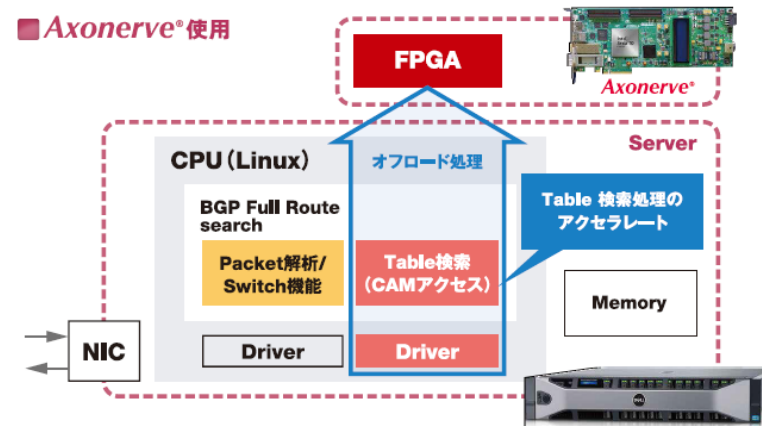 Axonerve®使用
FPGA
Axonerve®
Server
CPU（Linux）
オフロード処理
BGP Full Route
search
Table 検索処理の
アクセラレート
Packet解析/
Switch機能
Table検索
（CAMアクセス）
Memory
NIC
Driver
Driver
DELL